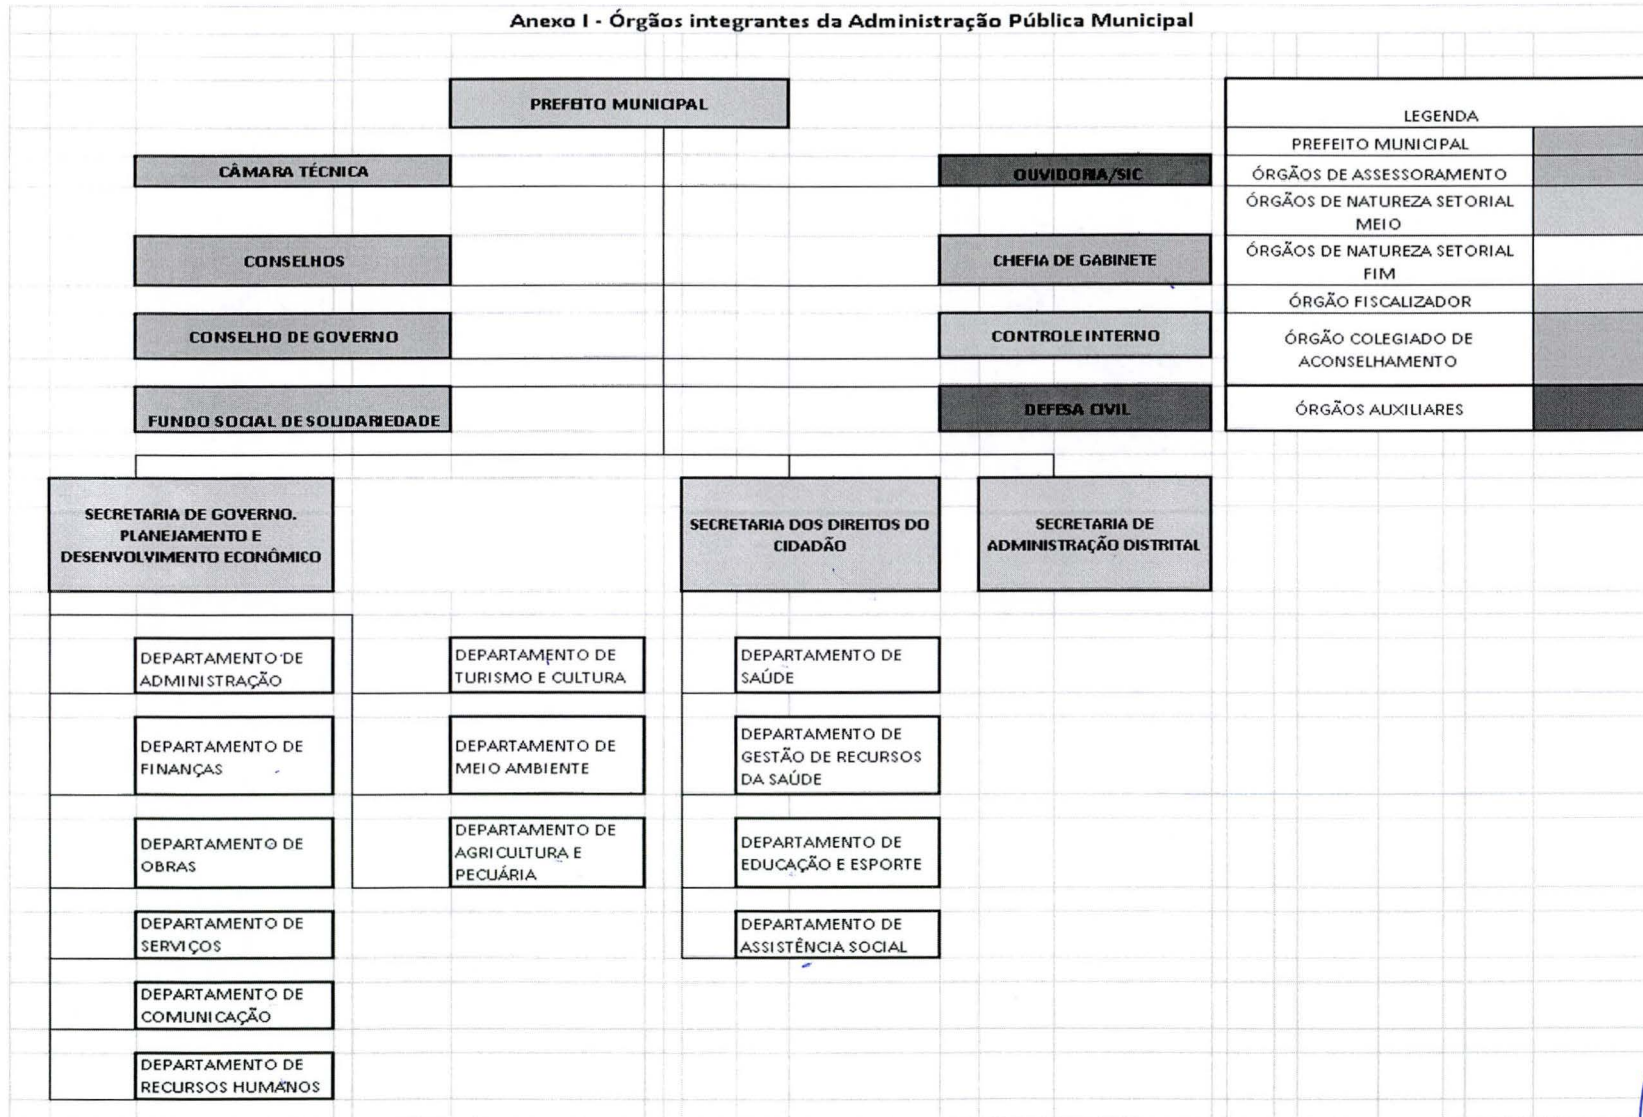 Anexo I - Órgãos integrantes da Administração Pública Municipal
PREFEITO MUNICIPAL
LEGENDA
PREFEITO MUNICIPAL
ÓRGÃOS DE ASSESSORAMENTO
ÓRGÃOS DE NATUREZA SETORIAL
MEIO
ÓRGÃOS DE NATUREZA SETORIAL
FIM
ÓRGÃO FISCALIZADOR
ÓRGÃO COLEGIADO DE
ACONSELHAMENTO
ÓRGÃOS AUXILIARES
CÂMARA TÉCNICA
OUVIDORIA/SIC
CONSELHOS
CHEFIA DE GABINETE
CONSELHO DE GOVERNO
CONTROLE INTERNO
FUNDO SOCIAL DE SOLIDARIEDADE
DEFESA CIVIL
SECRETARIA DE GOVERNO.
PLANEJAMENTO E
DESENVOLVIMENTO ECONÔMICO
SECRETARIA DOS DIREITOS DO
CIDADÃO
SECRETARIA DE
ADMINISTRAÇÃO DISTRITAL
DEPARTAMENTO DE
ADMINISTRAÇÃO
DEPARTAMENTO DE
FINANÇAS
DEPARTAMENTO DE
OBRAS
DEPARTAMENTO DE
SERVIÇOS
DEPARTAMENTO DE
COMUNICAÇÃO
DEPARTAMENTO DE
RECURSOS HUMANOS
DEPARTAMENTO DE
TURISMO E CULTURA
DEPARTAMENTO DE
MEIO AMBIENTE
DEPARTAMENTO DE
AGRICULTURA E
PECUÁRIA
DEPARTAMENTO DE
SAÚDE
DEPARTAMENTO DE
GESTÃO DE RECURSOS
DA SAÚDE
DEPARTAMENTO DE
EDUCAÇÃO E ESPORTE
DEPARTAMENTO DE
ASSISTÊNCIA SOCIAL